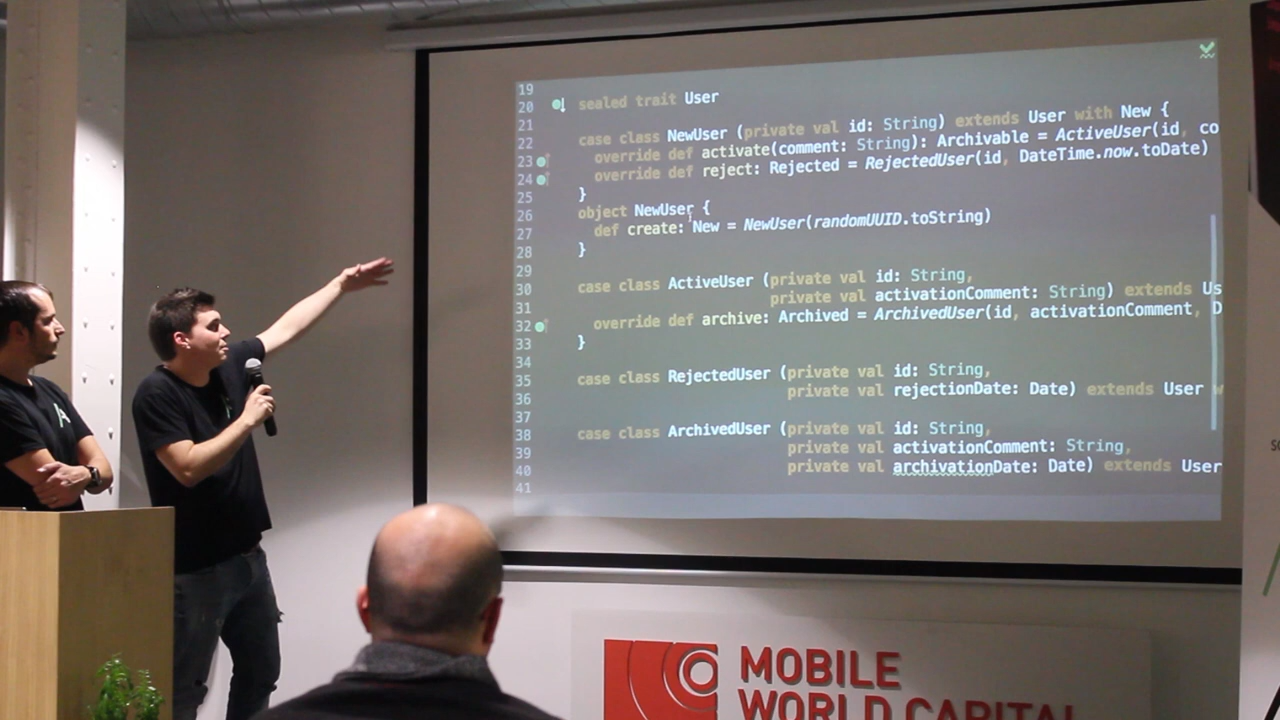 19
20 sealed trait User
21
22 case class NewUser (private val id: String) extends User with New {
23 override def activate(comment: String): Archivable = ActiveUser(id, co
24 override def reject: Rejected = RejectedUser(id, DateTime.now.toDate)
25 }
26 object NewUser {
27 def create: New = NewUser(randomUUID.toString)
28 }
29
30 case class ActiveUser (private val id: String,
31 private val activationComment: String) extends Us
32 override def archive: Archived = ArchivedUser(id, activationComment, D
33 }
34
35 case class RejectedUser (private val id: String,
36 private val rejectionDate: Date) extends User w
37
38 case class ArchivedUser (private val id: String,
39 private val activationComment: String,
40 private val archivationDate: Date) extends User
41
MOBILE
WORLD CAPITAL